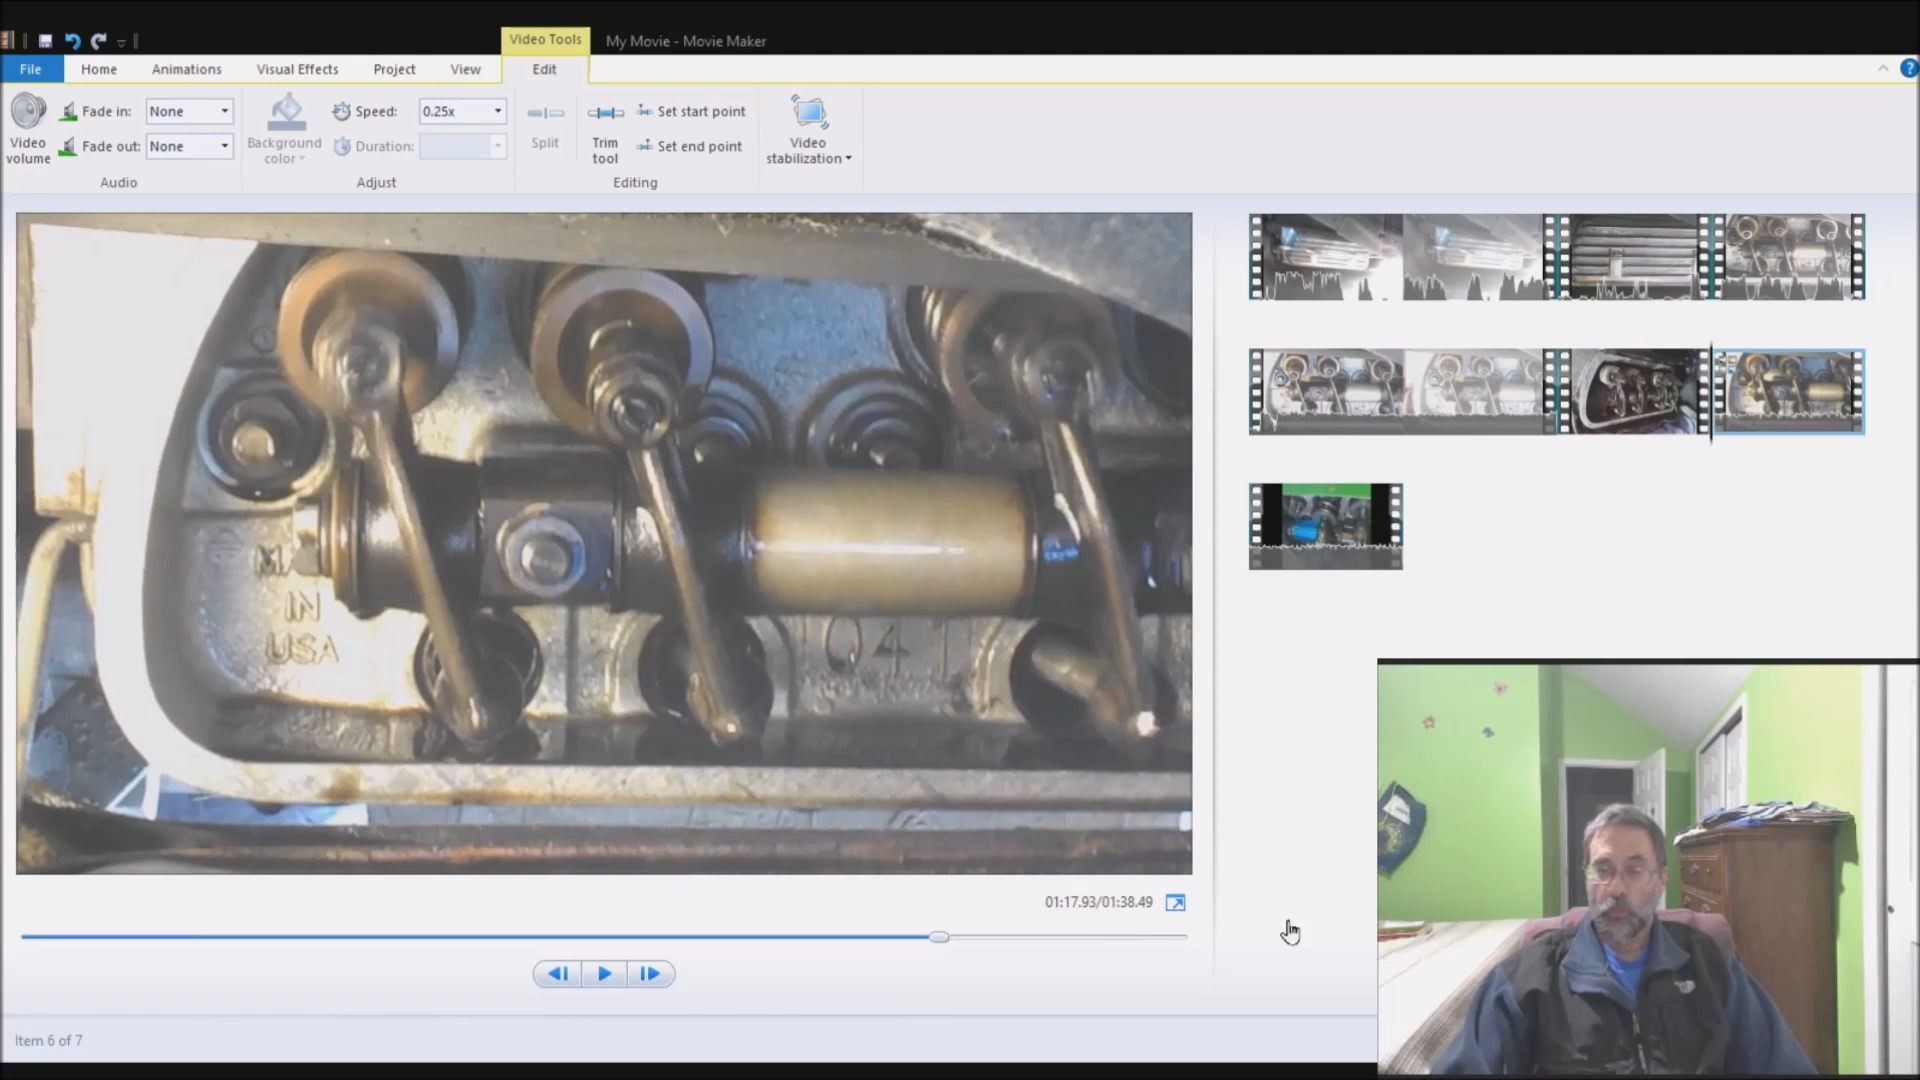 Video Tools
My Movie - Movie Maker
File
Home
Animations
Visual Effects
Project
View
Edit
Video volume
Fade in: None
Fade out: None
Audio
Background color
Speed: 0.25x
Duration:
Adjust
Split
Trim tool
Set start point
Set end point
Editing
Video stabilization
IN
USA
041
01:17.93/01:38.49
Item 6 of 7